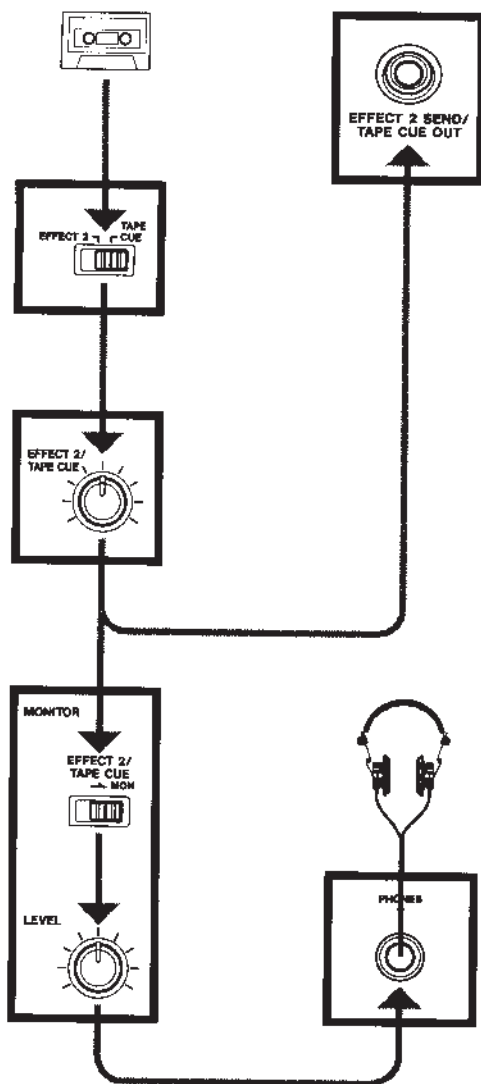 EFFECT 2 SEND/
TAPE CUE OUT
TAPE
EFFECT 2 CUE
EFFECT 2/
TAPE CUE
MONITOR
EFFECT 2/
TAPE CUE
MON
LEVEL
PHONES